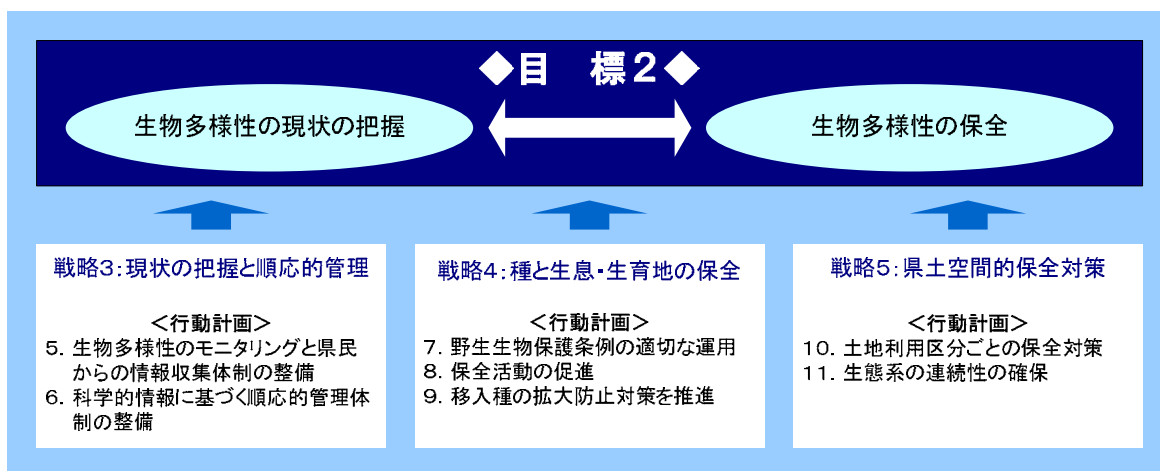 ◆目　標２◆
生物多様性の現状の把握
生物多様性の保全
戦略3：現状の把握と順応的管理
＜行動計画＞
5．生物多様性のモニタリングと県民
からの情報収集体制の整備
6．科学的情報に基づく順応的管理体
制の整備
戦略4：種と生息・生育地の保全
＜行動計画＞
7．野生生物保護条例の適切な運用
8．保全活動の促進
9．移入種の拡大防止対策を推進
戦略5：県土空間的保全対策
＜行動計画＞
10．土地利用区分ごとの保全対策
11．生態系の連続性の確保